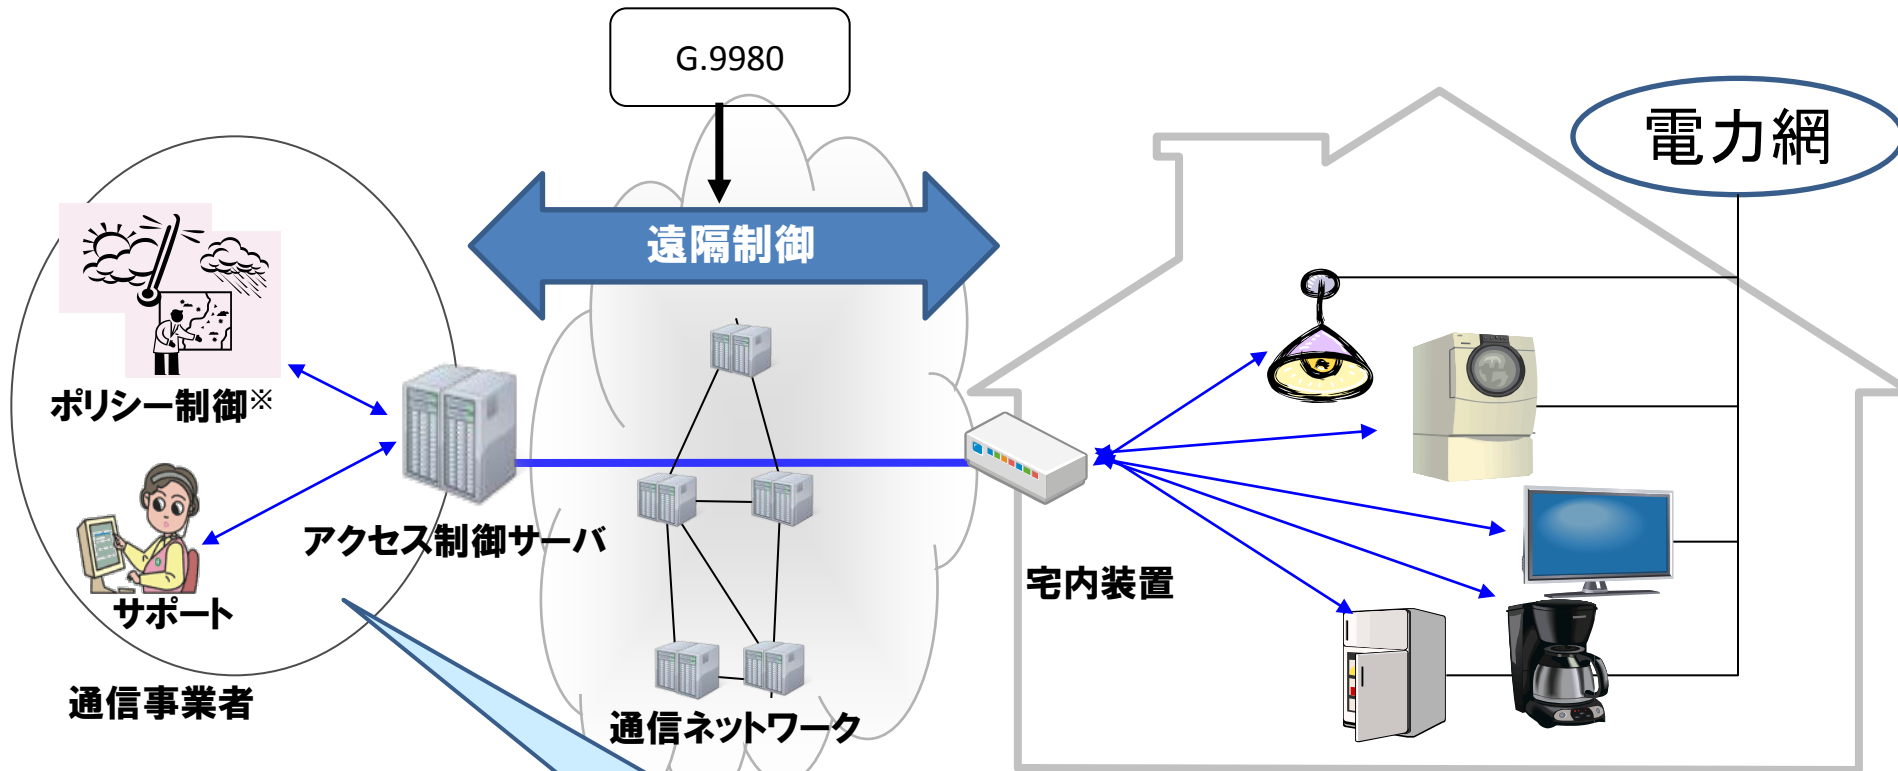 G.9980
電力網
遠隔制御
ポリシー制御※
アクセス制御サーバ
宅内装置
サポート
通信事業者
通信ネットワーク